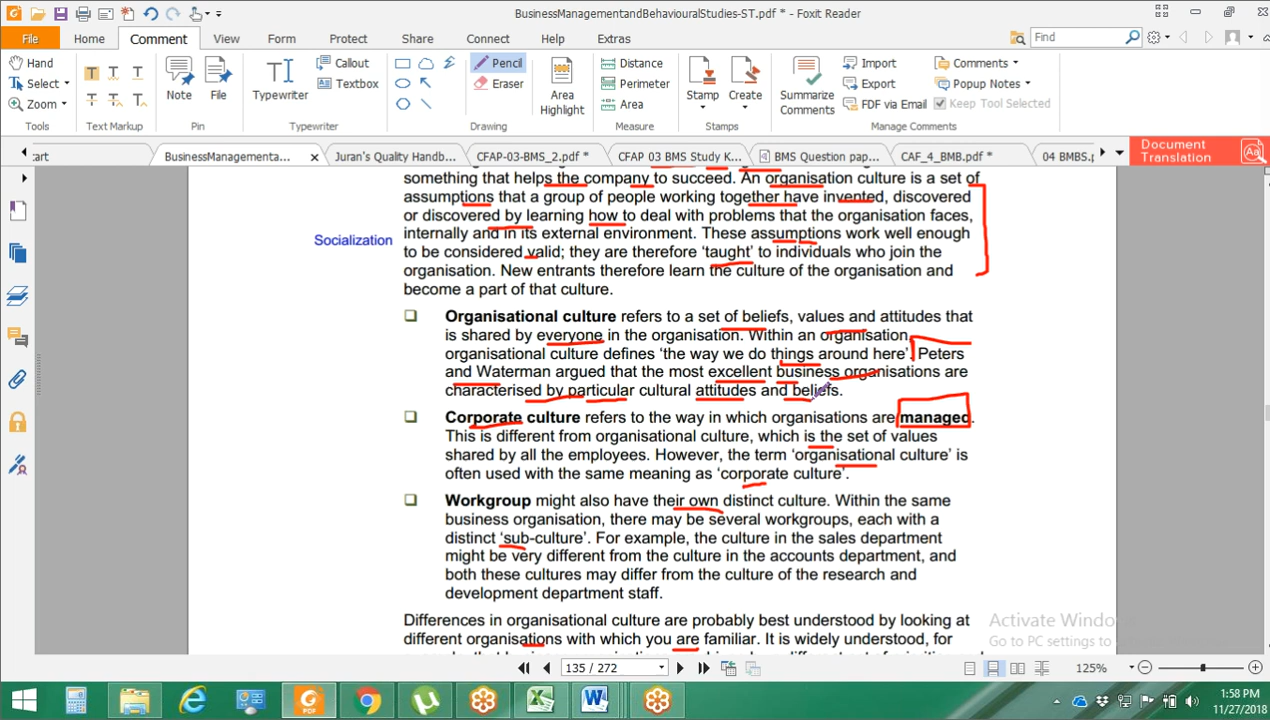 BusinessManagementandBehaviouralStudies-ST.pdf * - Foxit Reader
File Home Comment View Form Protect Share Connect Help Extras Find
Hand
Select
Zoom
Tools
Text Markup
Note
File
Pin
Typewriter
Callout
Textbox
Typewriter
Pencil
Eraser
Drawing
Area
Highlight
Distance
Perimeter
Area
Measure
Stamp
Create
Stamps
Summarize
Comments
Import
Export
FDF via Email
Comments
Popup Notes
Keep Tool Selected
Manage Comments
tart BusinessManagementa... Juran's Quality Handb... CFAP-03-BMS_2.pdf * CFAP 03 BMS Study K... BMS Question pap... CAF_4_BMB.pdf * 04 MBBS.
Document
Translation
something that helps the company to succeed. An organisation culture is a set of
assumptions that a group of people working together have invented, discovered
or discovered by learning how to deal with problems that the organisation faces,
internally and in its external environment. These assumptions work well enough
Socialization
to be considered valid; they are therefore ‘taught’ to individuals who join the
organisation. New entrants therefore learn the culture of the organisation and
become a part of that culture.
Organisational culture refers to a set of beliefs, values and attitudes that
is shared by everyone in the organisation. Within an organisation,
organisational culture defines ‘the way we do things around here’. Peters
and Waterman argued that the most excellent business organisations are
characterised by particular cultural attitudes and beliefs.
Corporate culture refers to the way in which organisations are managed.
This is different from organisational culture, which is the set of values
shared by all the employees. However, the term ‘organisational culture’ is
often used with the same meaning as ‘corporate culture’.
Workgroup might also have their own distinct culture. Within the same
business organisation, there may be several workgroups, each with a
distinct ‘sub-culture’. For example, the culture in the sales department
might be very different from the culture in the accounts department, and
both these cultures may differ from the culture of the research and
development department staff.
Differences in organisational culture are probably best understood by looking at
different organisations with which you are familiar. It is widely understood, for
Activate Windo
Go to PC settings to
135 / 272
125%
1:58 PM
11/27/2018